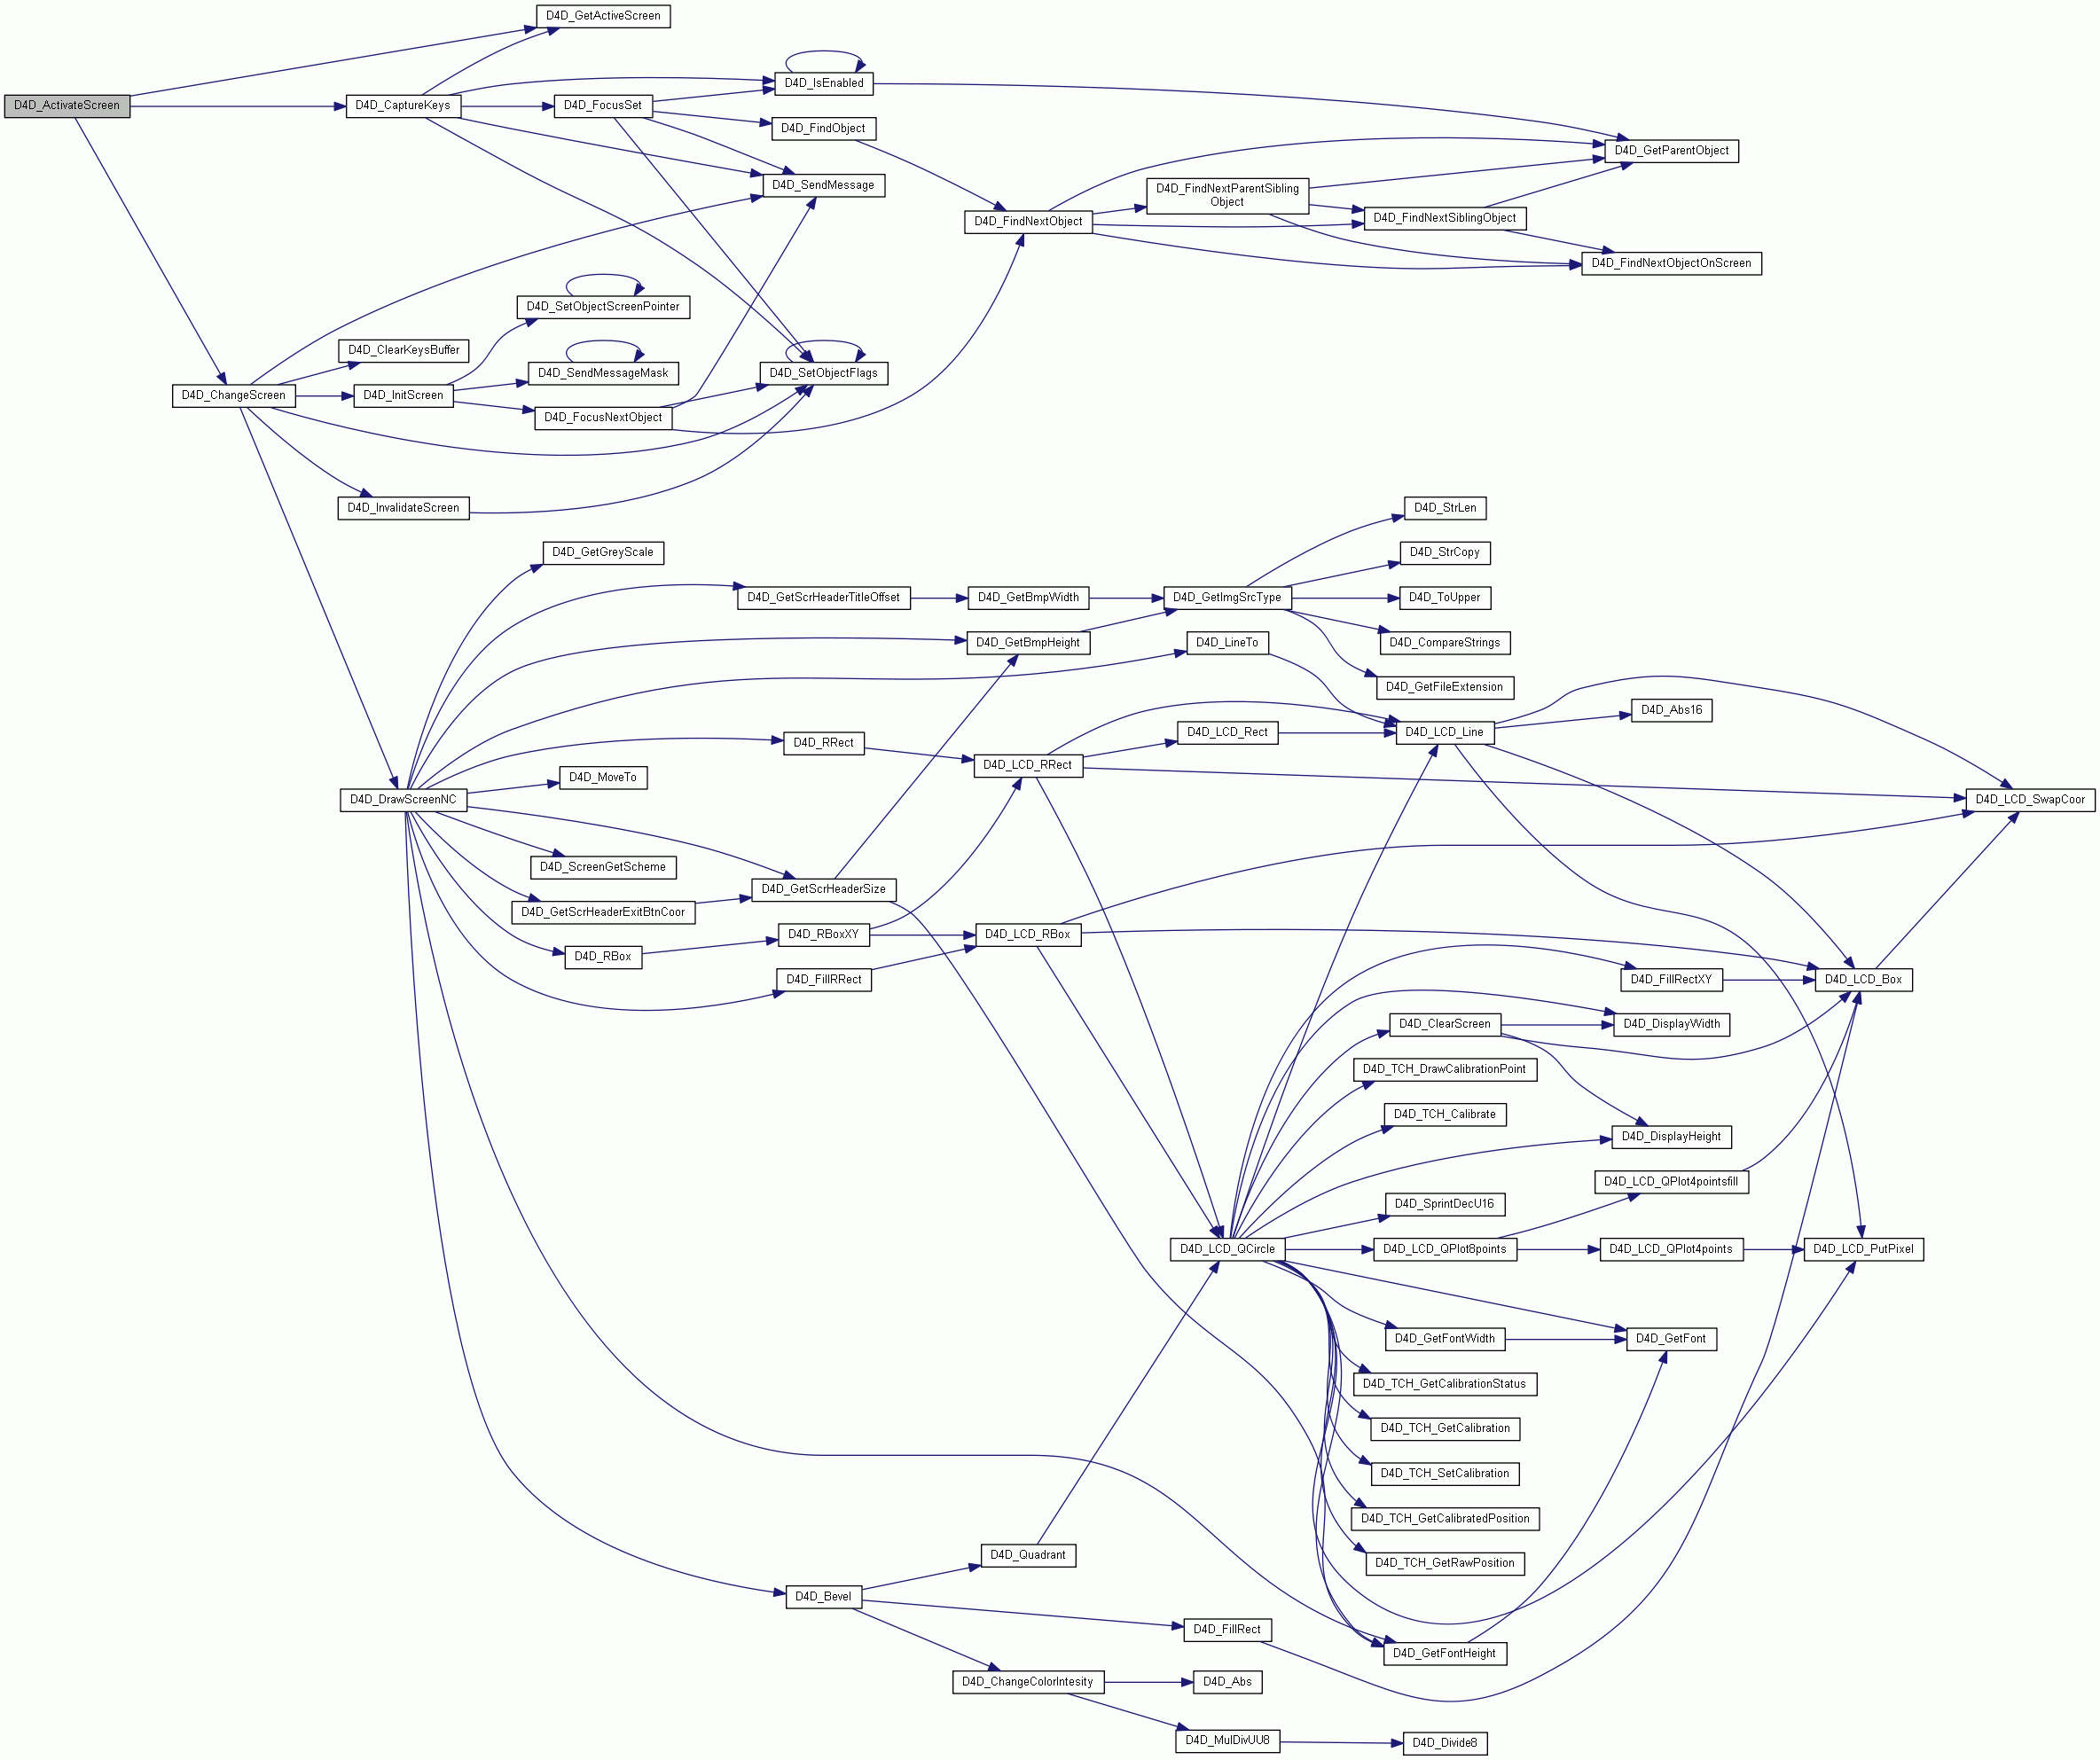 D4D_GetActiveScreen
D4D_IsEnabled
D4D_ActivateScreen
D4D_CaptureKeys
D4D_FocusSet
D4D_FindObject
D4D_GetParentObject
D4D_SendMessage
D4D_FindNextParentSibling
Object
D4D_FindNextObject
D4D_FindNextSiblingObject
D4D_FindNextObjectOnScreen
D4D_SetObjectScreenPointer
D4D_ClearKeysBuffer
D4D_SendMessageMask
D4D_SetObjectFlags
D4D_ChangeScreen
D4D_InitScreen
D4D_FocusNextObject
D4D_InvalidateScreen
D4D_StrLen
D4D_GetGreyScale
D4D_StrCopy
D4D_GetScrHeaderTitleOffset
D4D_GetBmpWidth
D4D_GetImgSrcType
D4D_ToUpper
D4D_GetBmpHeight
D4D_LineTo
D4D_CompareStrings
D4D_GetFileExtension
D4D_Abs16
D4D_RRect
D4D_LCD_Rect
D4D_LCD_Line
D4D_LCD_RRect
D4D_MoveTo
D4D_DrawScreenNC
D4D_LCD_SwapCoor
D4D_ScreenGetScheme
D4D_GetScrHeaderSize
D4D_GetScrHeaderExitBtnCoor
D4D_RBoxXY
D4D_LCD_RBox
D4D_RBox
D4D_FillRRect
D4D_FillRectXY
D4D_LCD_Box
D4D_ClearScreen
D4D_DisplayWidth
D4D_TCH_DrawCalibrationPoint
D4D_TCH_Calibrate
D4D_DisplayHeight
D4D_LCD_QPlot4pointsfill
D4D_SprintDecU16
D4D_LCD_QCircle
D4D_LCD_QPlot8points
D4D_LCD_QPlot4points
D4D_LCD_PutPixel
D4D_GetFontWidth
D4D_GetFont
D4D_TCH_GetCalibrationStatus
D4D_TCH_GetCalibration
D4D_TCH_SetCalibration
D4D_TCH_GetCalibratedPosition
D4D_Quadrant
D4D_TCH_GetRawPosition
D4D_Bevel
D4D_FillRect
D4D_GetFontHeight
D4D_ChangeColorIntesity
D4D_Abs
D4D_MulDivUU8
D4D_Divide8